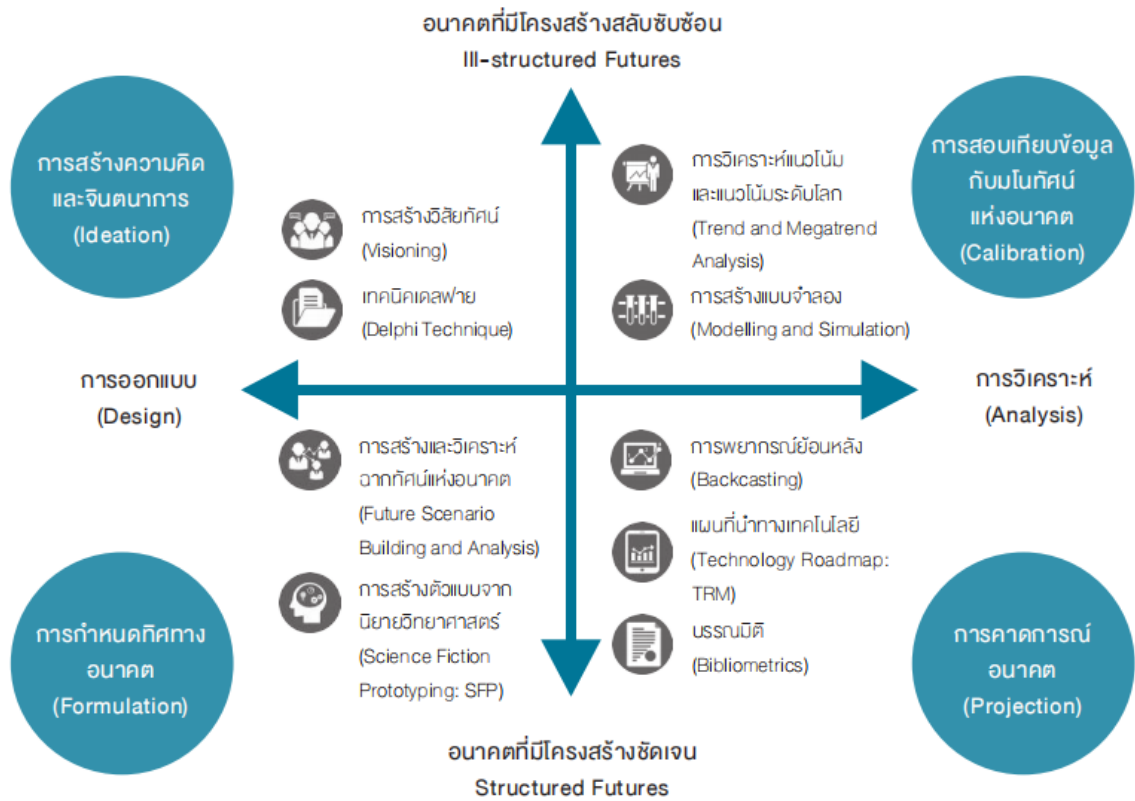 อนาคตที่มีโครงสร้างสลับซับซ้อน
Ill-structured Futures
การสร้างความคิด
และจินตนาการ
(Ideation)
การสร้างวิสัยทัศน์
(Visioning)
เทคนิคเดลฟาย
(Delphi Technique)
การวิเคราะห์แนวโน้ม
และแนวโน้มระดับโลก
(Trend and Megatrend
Analysis)
การสร้างแบบจำลอง
(Modelling and Simulation)
การสอบเทียบข้อมูล
กับมโนทัศน์
แห่งอนาคต
(Calibration)
การออกแบบ
(Design)
การวิเคราะห์
(Analysis)
การกำหนดทิศทาง
อนาคต
(Formulation)
การสร้างและวิเคราะห์
ฉากทัศน์แห่งอนาคต
(Future Scenario
Building and Analysis)
การสร้างตัวแบบจาก
นิยายวิทยาศาสตร์
(Science Fiction
Prototyping: SFP)
การพยากรณ์ย้อนหลัง
(Backcasting)
แผนที่นำทางเทคโนโลยี
(Technology Roadmap:
TRM)
บรรณมิติ
(Bibliometrics)
การคาดการณ์
อนาคต
(Projection)
อนาคตที่มีโครงสร้างชัดเจน
Structured Futures